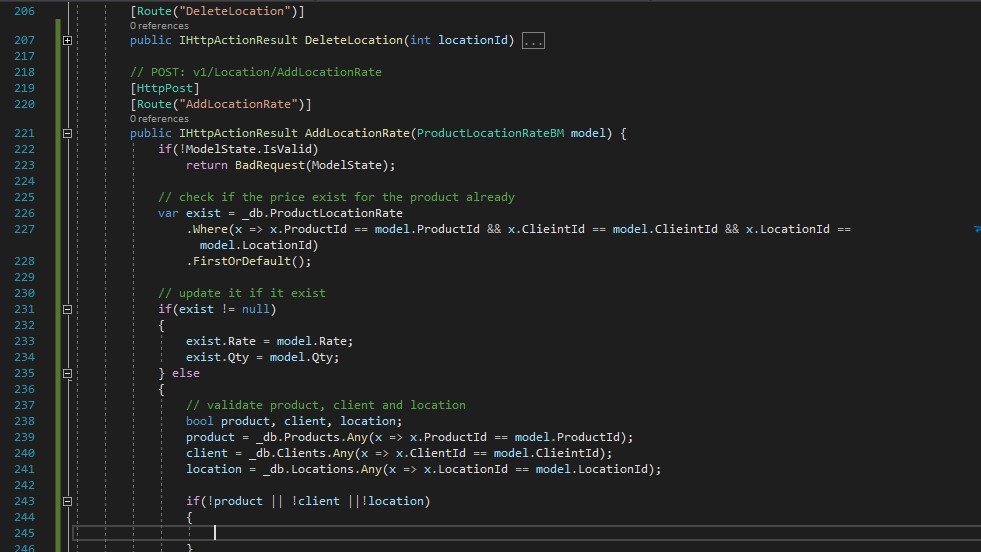 206 [Route("DeleteLocation")]
0 references
207 public IHttpActionResult DeleteLocation(int locationId) ...
217
218 // POST: v1/Location/AddLocationRate
219 [HttpPost]
220 [Route("AddLocationRate")]
0 references
221 public IHttpActionResult AddLocationRate(ProductLocationRateBM model) {
222 if(!ModelState.IsValid)
223 return BadRequest(ModelState);
224
225 // check if the price exist for the product already
226 var exist = _db.ProductLocationRate
227 .Where(x => x.ProductId == model.ProductId && x.ClieintId == model.ClieintId && x.LocationId ==
model.LocationId)
228 .FirstOrDefault();
229
230 // update it if it exist
231 if(exist != null)
232 {
233 exist.Rate = model.Rate;
234 exist.Qty = model.Qty;
235 } else
236 {
237 // validate product, client and location
238 bool product, client, location;
239 product = _db.Products.Any(x => x.ProductId == model.ProductId);
240 client = _db.Clients.Any(x => x.ClientId == model.ClieintId);
241 location = _db.Locations.Any(x => x.LocationId == model.LocationId);
242
243 if(!product || !client ||!location)
244 {
245
246 }